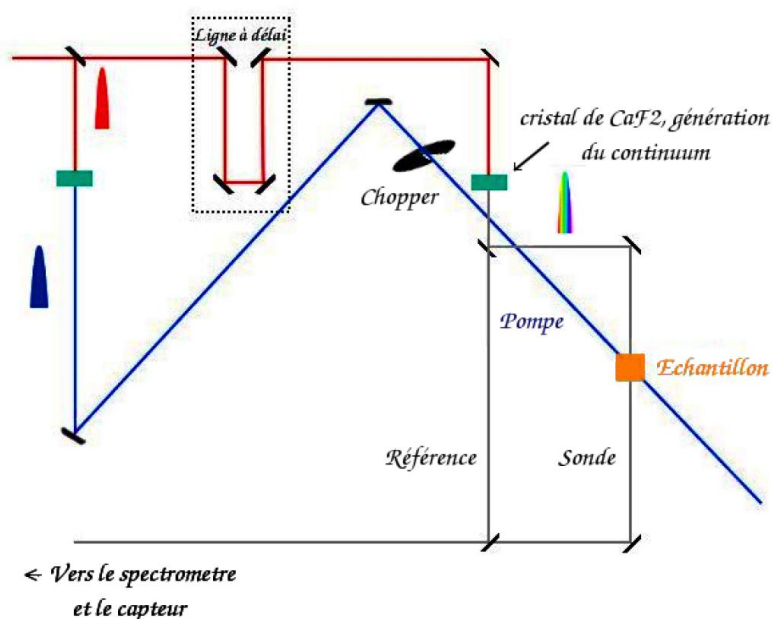 Ligne à délai
cristal de CaF2, génération
du continuum
Chopper
Pompe
Echantillon
Référence
Sonde
← Vers le spectrometre
et le capteur